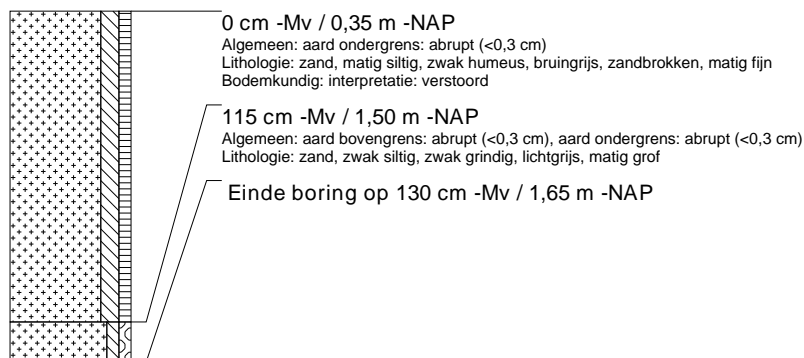 0 cm -Mv / 0,35 m -NAP
Algemeen: aard ondergrens: abrupt (<0,3 cm)
Lithologie: zand, matig siltig, zwak humeus, bruingrijs, zandbrokken, matig fijn
Bodemkundig: interpretatie: verstoord
115 cm -Mv / 1,50 m -NAP
Algemeen: aard bovengrens: abrupt (<0,3 cm), aard ondergrens: abrupt (<0,3 cm)
Lithologie: zand, zwak siltig, zwak grindig, lichtgrijs, matig grof
Einde boring op 130 cm -Mv / 1,65 m -NAP